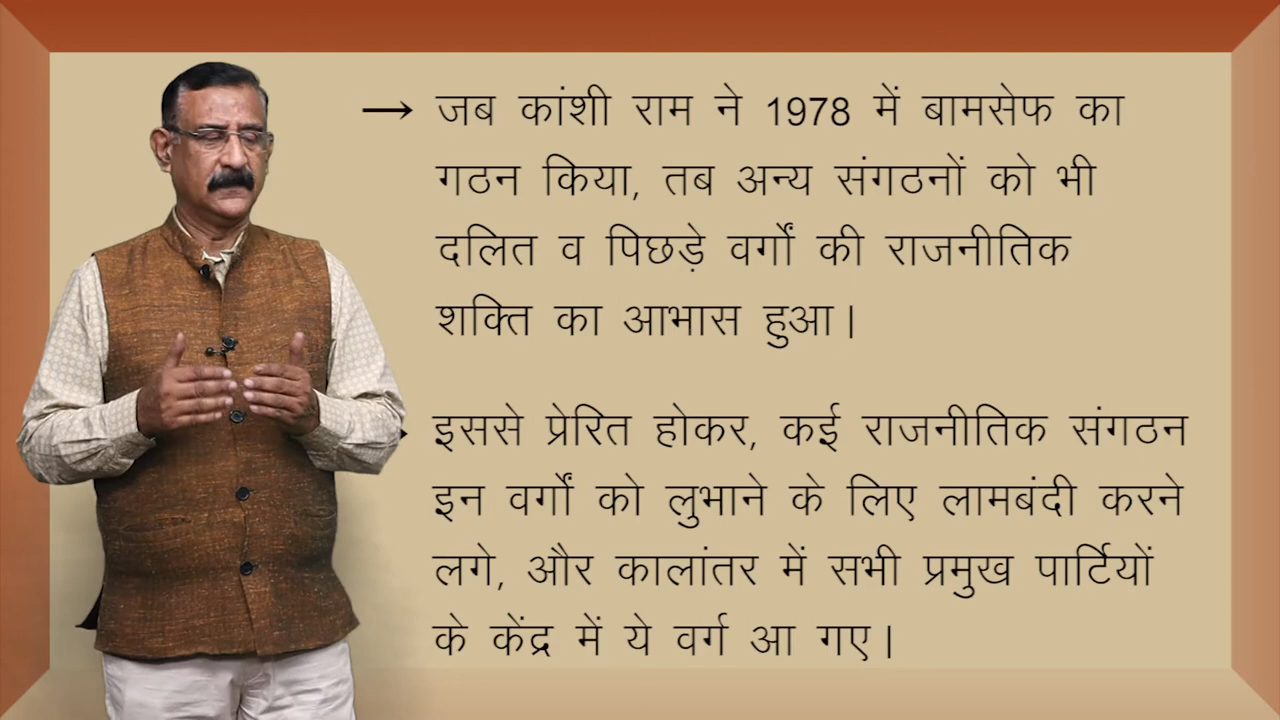 → जब कांशी राम ने 1978 में बामसेफ का
गठन किया, तब अन्य संगठनों को भी
दलित व पिछड़े वर्गों की राजनीतिक
शक्ति का आभास हुआ।
इससे प्रेरित होकर, कई राजनीतिक संगठन
इन वर्गों को लुभाने के लिए लामबंदी करने
लगे, और कालांतर में सभी प्रमुख पार्टियों
के केंद्र में ये वर्ग आ गए।